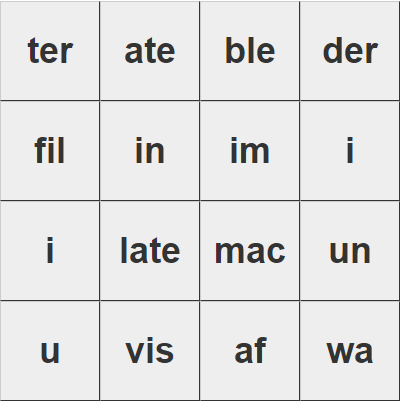 ter ate ble der
fil in im i
i late mac un
u vis af wa